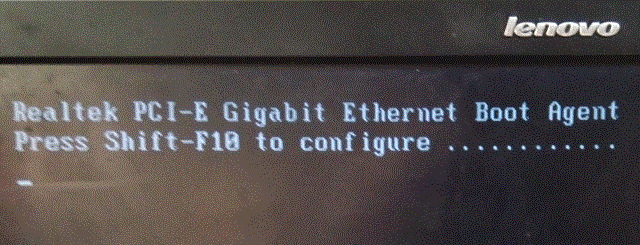 lenovo
Realtek PCI-E Gigabit Ethernet Boot Agent
Press Shift-F10 to configure ............